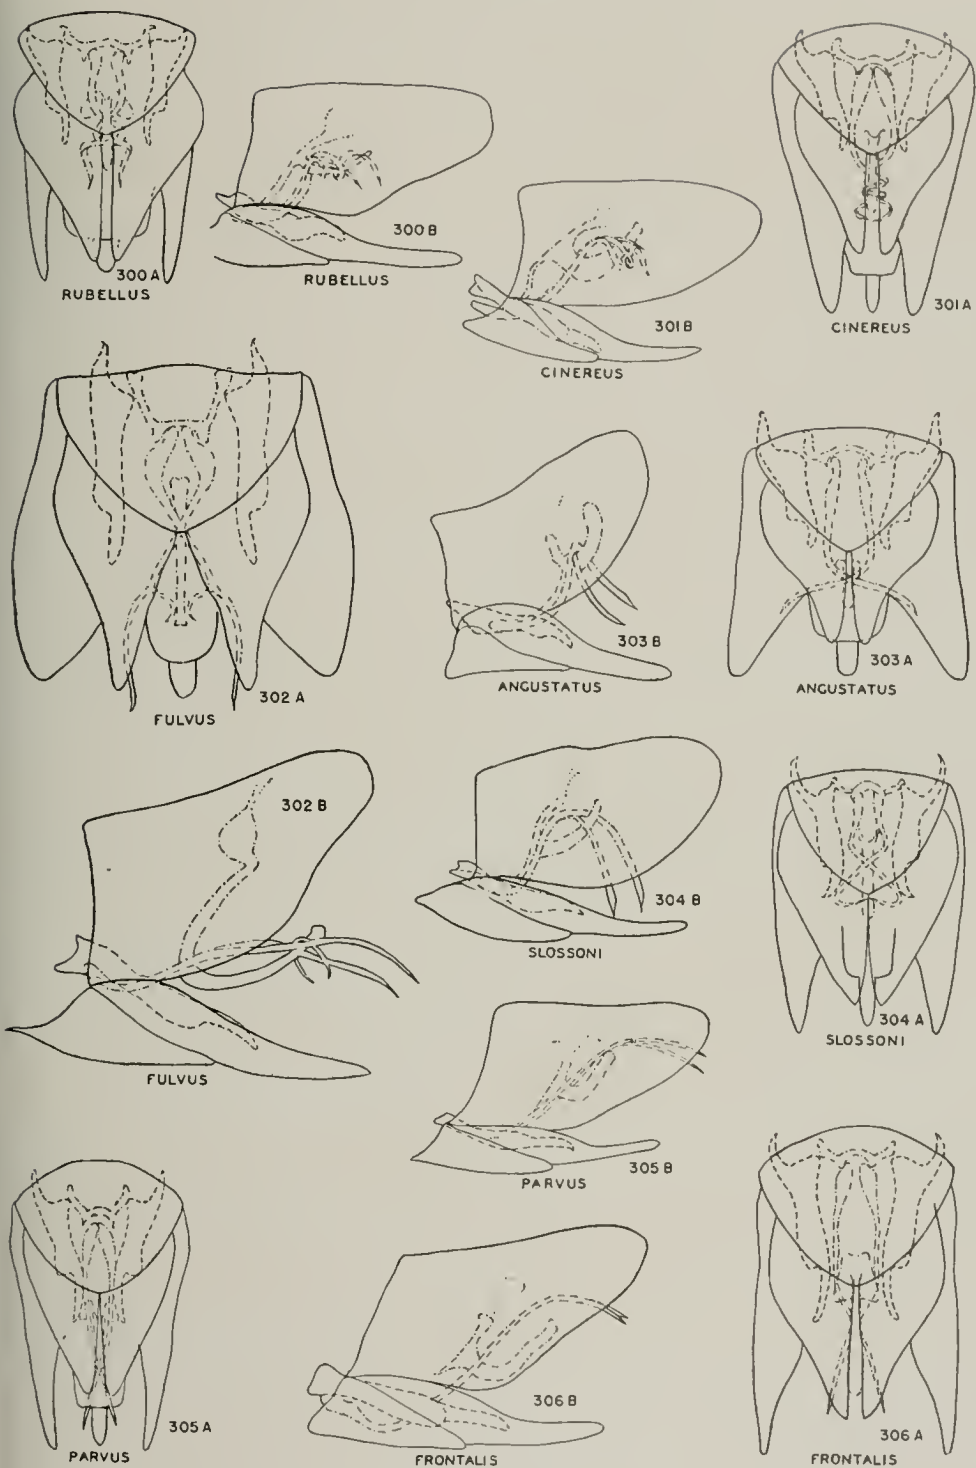 300 A
RUBELLUS
300 B
RUBELLUS
301 B
CINEREUS
301 A
CINEREUS
302 A
FULVUS
303 B
ANGUSTATUS
303 A
ANGUSTATUS
302 B
FULVUS
304 B
SLOSSONI
304 A
SLOSSONI
305 B
PARVUS
305 A
PARVUS
306 B
FRONTALIS
306 A
FRONTALIS